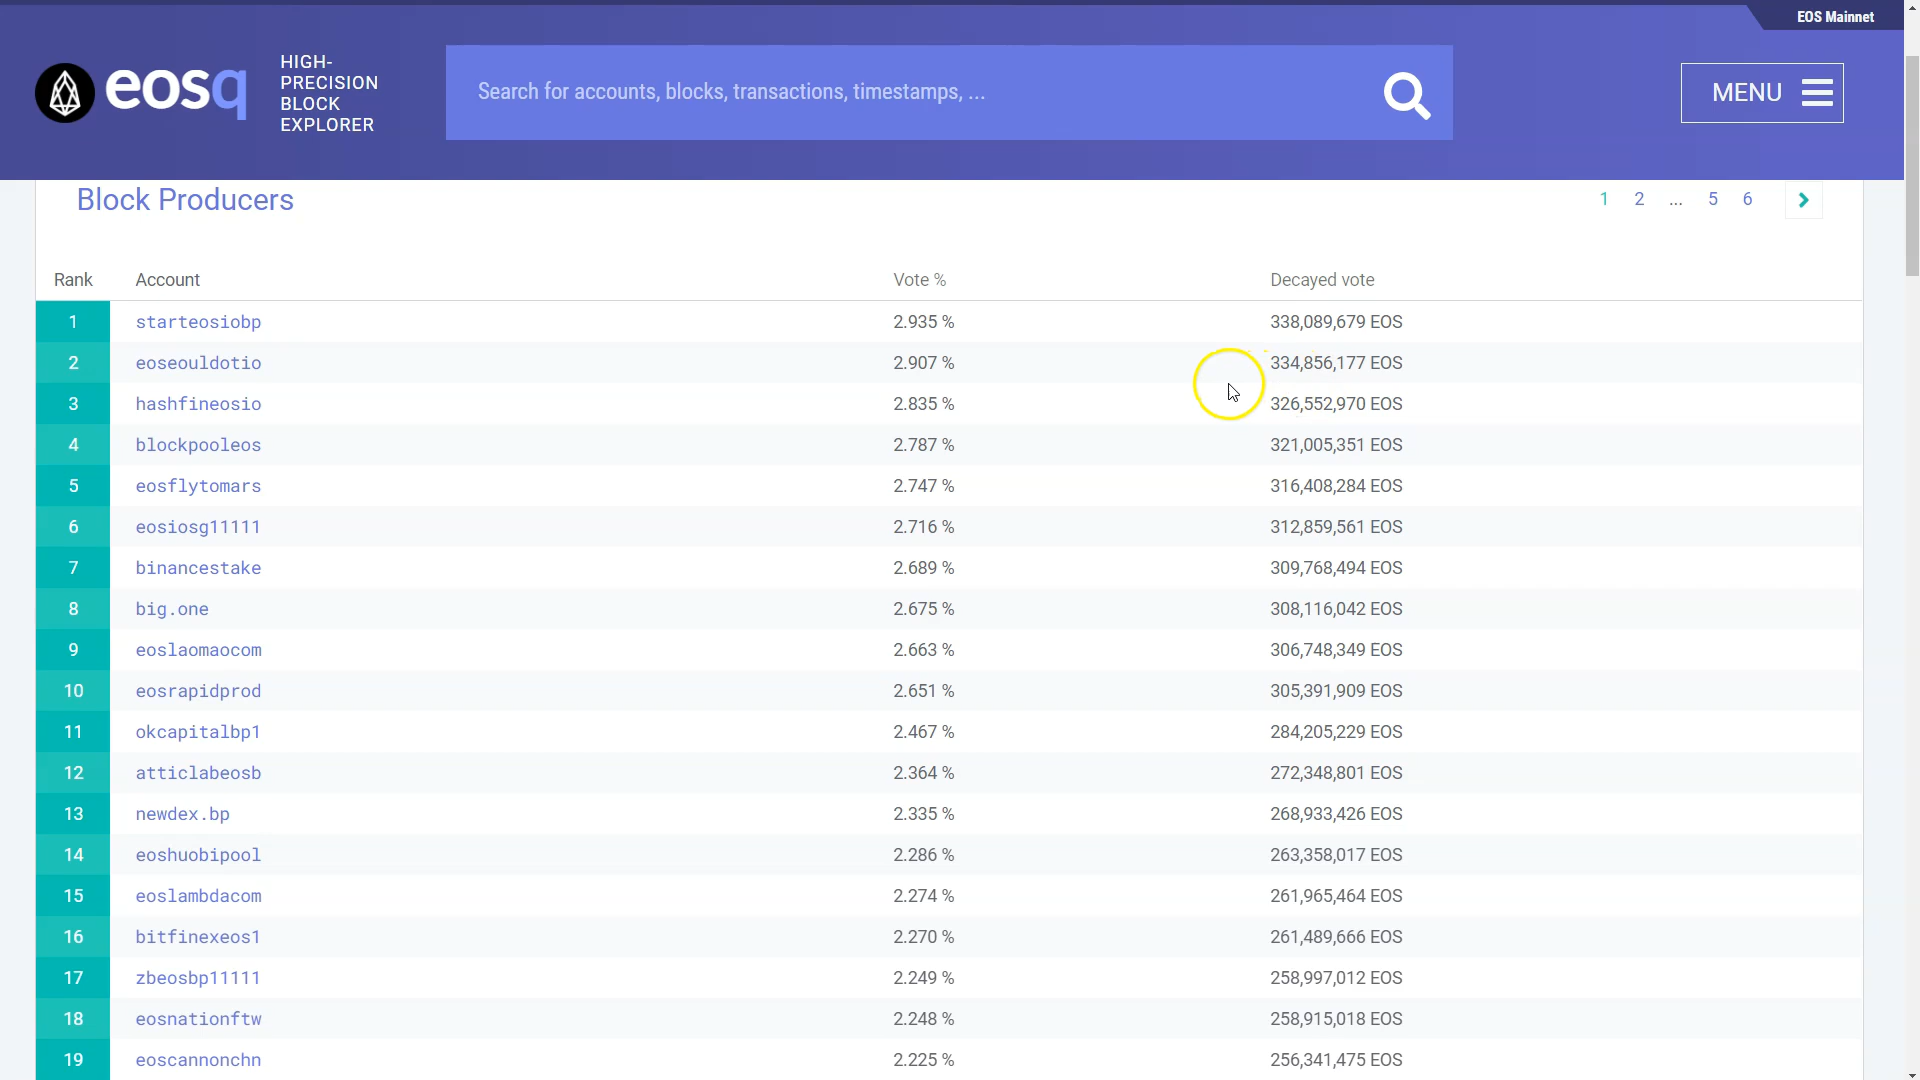 EOS Mainnet
eosq
HIGH-
PRECISION
BLOCK
EXPLORER
Search for accounts, blocks, transactions, timestamps, ...
MENU
Block Producers
1 2 ... 5 6
Rank Account Vote % Decayed vote
1 starteosiobp 2.935 % 338,089,679 EOS
2 eoseouldotio 2.907 % 334,856,177 EOS
3 hashfineosio 2.835 % 326,552,970 EOS
4 blockpooleos 2.787 % 321,005,351 EOS
5 eosflytomars 2.747 % 316,408,284 EOS
6 eosiosg11111 2.716 % 312,859,561 EOS
7 binancestake 2.689 % 309,768,494 EOS
8 big.one 2.675 % 308,116,042 EOS
9 eoslaomaocom 2.663 % 306,748,349 EOS
10 eosrapidprod 2.651 % 305,391,909 EOS
11 okcapitalbp1 2.467 % 284,205,229 EOS
12 atticlabeosb 2.364 % 272,348,801 EOS
13 newdex.bp 2.335 % 268,933,426 EOS
14 eoshuobipool 2.286 % 263,358,017 EOS
15 eoslambdacom 2.274 % 261,965,464 EOS
16 bitfinexeos1 2.270 % 261,489,666 EOS
17 zbeosbp11111 2.249 % 258,997,012 EOS
18 eosnationftw 2.248 % 258,915,018 EOS
19 eoscannonchn 2.225 % 256,341,475 EOS